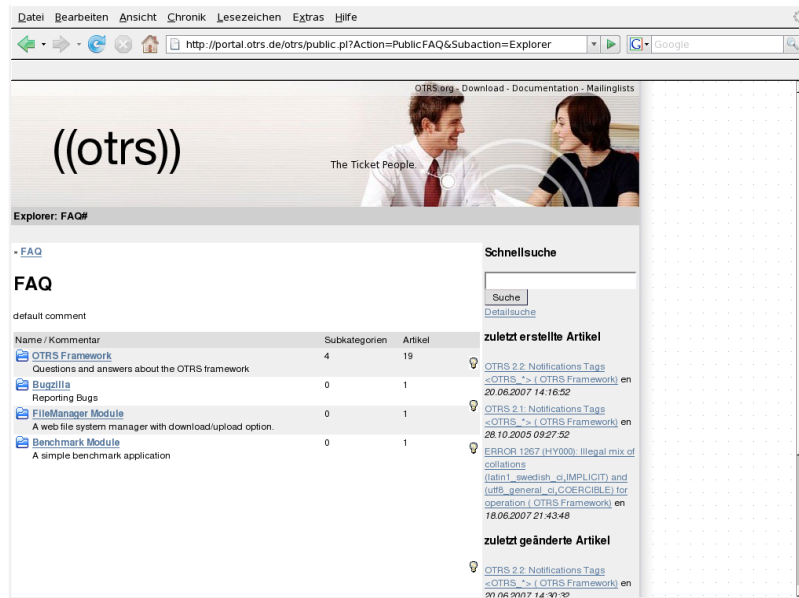 Datei Bearbeiten Ansicht Chronik Lesezeichen Extras Hilfe
http://portal.otrs.de/otrs/public.pl?Action=PublicFAQ&Subaction=Explorer
G Google
OTRS.org - Download - Documentation - Mailinglists
((otrs))
The Ticket People.
Explorer: FAQ#
- FAQ
FAQ
default comment
Name / Kommentar Subkategorien Artikel
OTRS Framework 4 19
Questions and answers about the OTRS framework
Bugzilla 0 1
Reporting Bugs
FileManager Module 0 1
A web file system manager with download/upload option.
Benchmark Module 0 1
A simple benchmark application
Schnellsuche
Suche
Detailsuche
zuletzt erstellte Artikel
OTRS 2.2: Notifications Tags
<OTRS_*> ( OTRS Framework) en
20.06.2007 14:16:52
OTRS 2.1: Notifications Tags
<OTRS_*> ( OTRS Framework) en
28.10.2005 09:27:52
ERROR 1267 (HY000): Illegal mix of
collations
(latin1_swedish_ci,IMPLICIT) and
(utf8_general_ci,COERCIBLE) for
operation ( OTRS Framework) en
18.06.2007 21:43:48
zuletzt geänderte Artikel
OTRS 2.2: Notifications Tags
<OTRS_*> ( OTRS Framework) en
20.06.2007 14:30:32